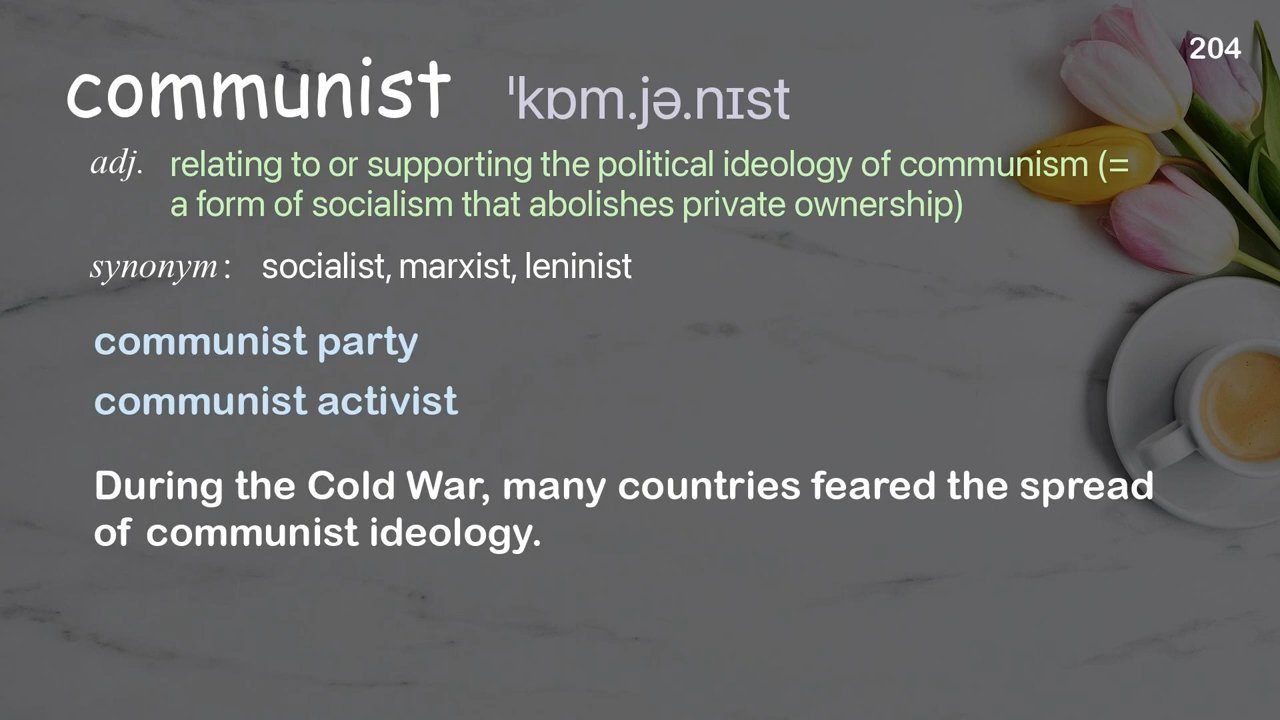 204
communist ˈkɒm.jə.nɪst
adj. relating to or supporting the political ideology of communism (=
a form of socialism that abolishes private ownership)
synonym : socialist, marxist, leninist
communist party
communist activist
During the Cold War, many countries feared the spread
of communist ideology.